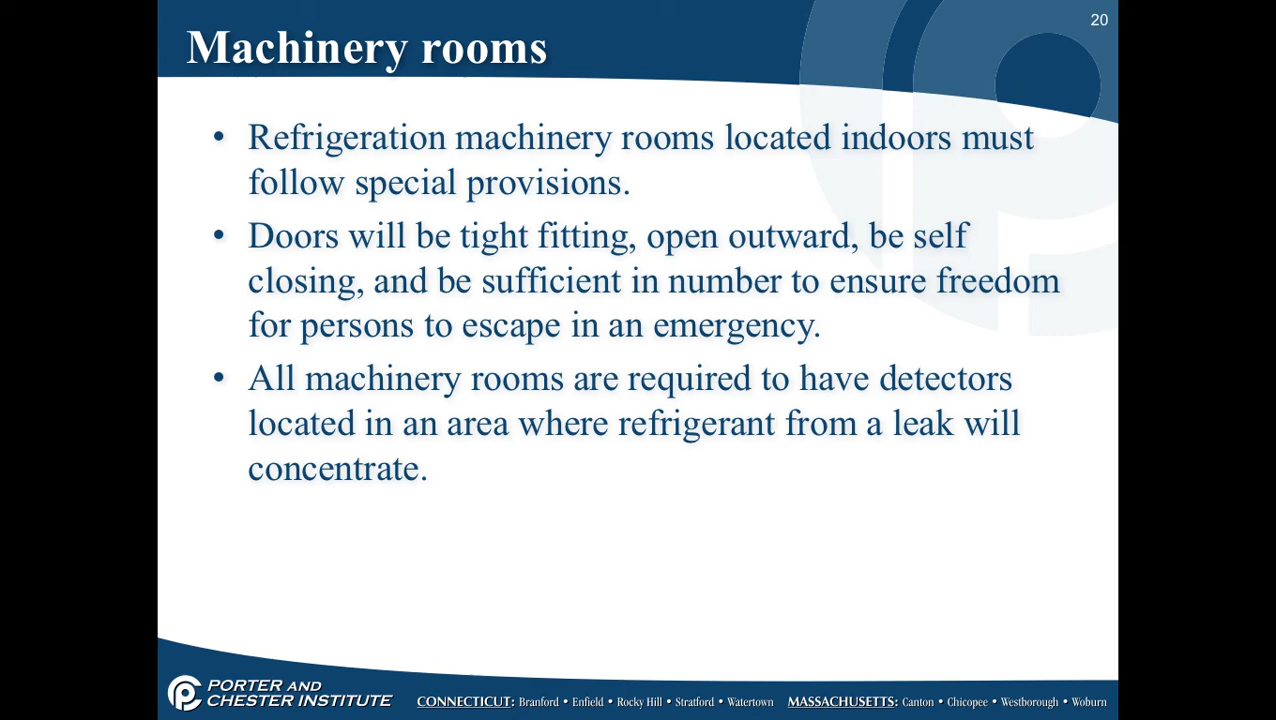 20
Machinery rooms
• Refrigeration machinery rooms located indoors must
follow special provisions.
• Doors will be tight fitting, open outward, be self
closing, and be sufficient in number to ensure freedom
for persons to escape in an emergency.
• All machinery rooms are required to have detectors
located in an area where refrigerant from a leak will
concentrate.
PORTER AND
CHESTER INSTITUTE
CONNECTICUT: Branford • Enfield • Rocky Hill • Stratford • Watertown MASSACHUSETTS: Canton • Chicopee • Westborough • Woburn